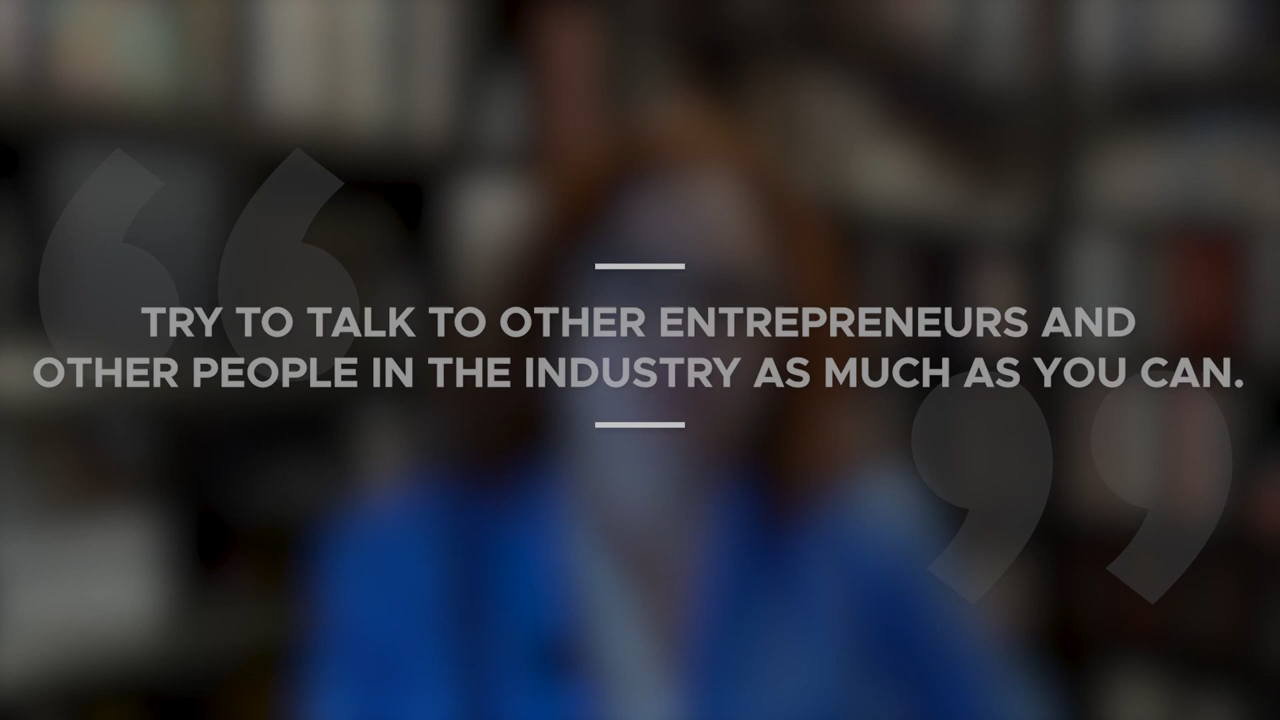 TRY TO TALK TO OTHER ENTREPRENEURS AND
OTHER PEOPLE IN THE INDUSTRY AS MUCH AS YOU CAN.